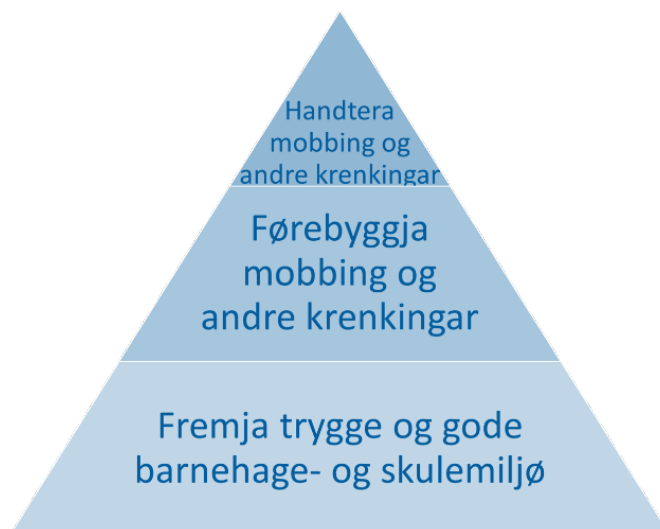 Handtera
mobbing og
andre krenkingar
Førebyggja
mobbing og
andre krenkingar
Fremja trygge og gode
barnehage- og skulemiljø